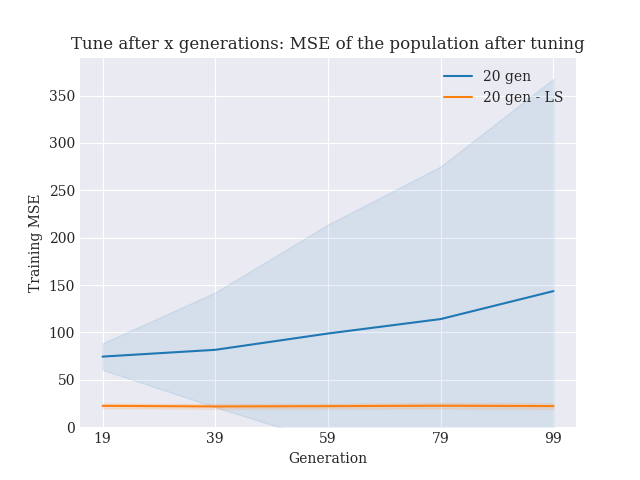 Tune after x generations: MSE of the population after tuning
20 gen
20 gen - LS
350
300
250
200
150
100
50
0
Training MSE
19 39 59 79 99
Generation